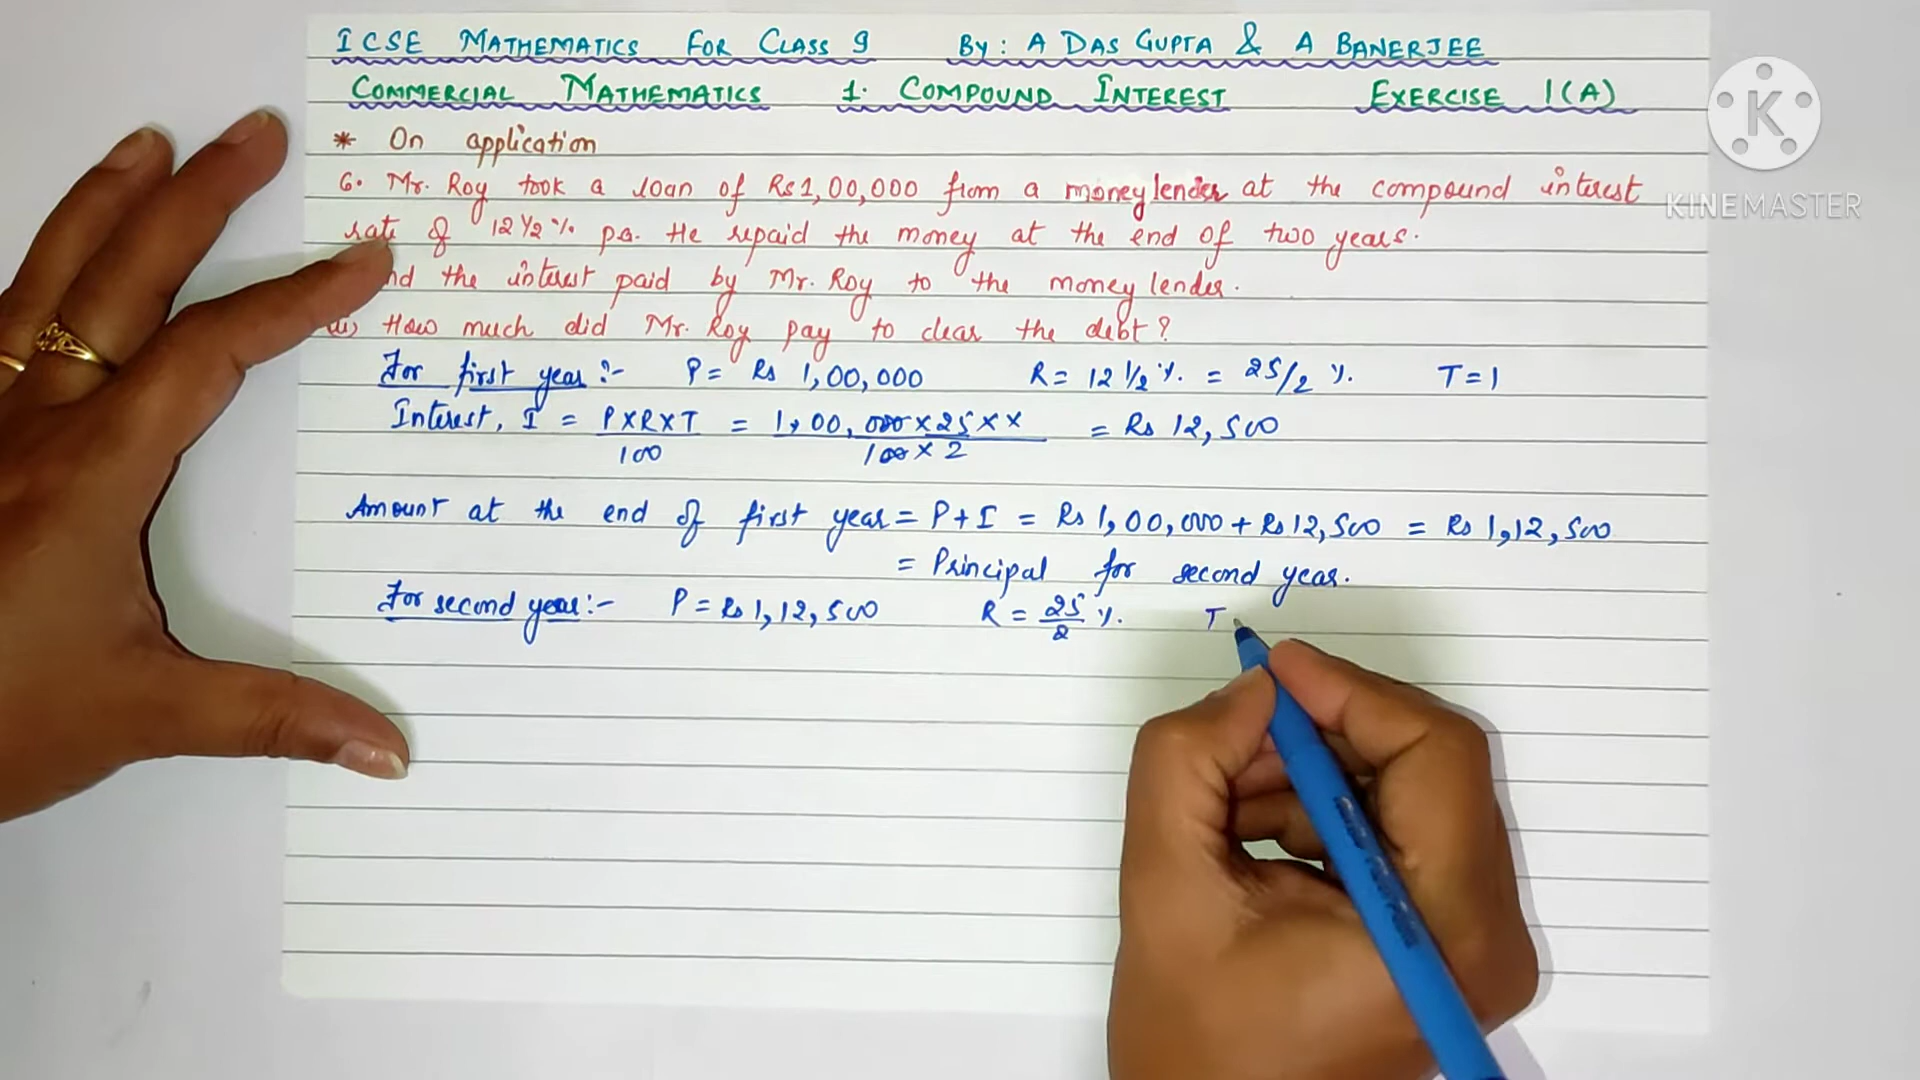 ICSE MATHEMATICS FOR CLASS 9 BY: A DAS GUPTA & A BANERJEE
COMMERCIAL MATHEMATICS 1. COMPOUND INTEREST EXERCISE 1(A)
* On application
6. Mr. Roy took a loan of Rs 1,00,000 from a moneylender at the compound interest
rate of 12 1/2 % pa. He repaid the money at the end of two years.
nd the interest paid by Mr. Roy to the money lender.
ii) How much did Mr. Roy pay to clear the debt?
For first year :- P = Rs 1,00,000 R = 12 1/2 % = 25/2 %. T = 1
Interest, I = P×R×T / 100 = 1,00,000 × 25 × × / 100 × 2 = Rs 12,500
Amount at the end of first year = P + I = Rs 1,00,000 + Rs 12,500 = Rs 1,12,500
= Principal for second year.
For second year :- P = Rs 1,12,500 R = 25/2 %. T
K
KINEMASTER
BIC